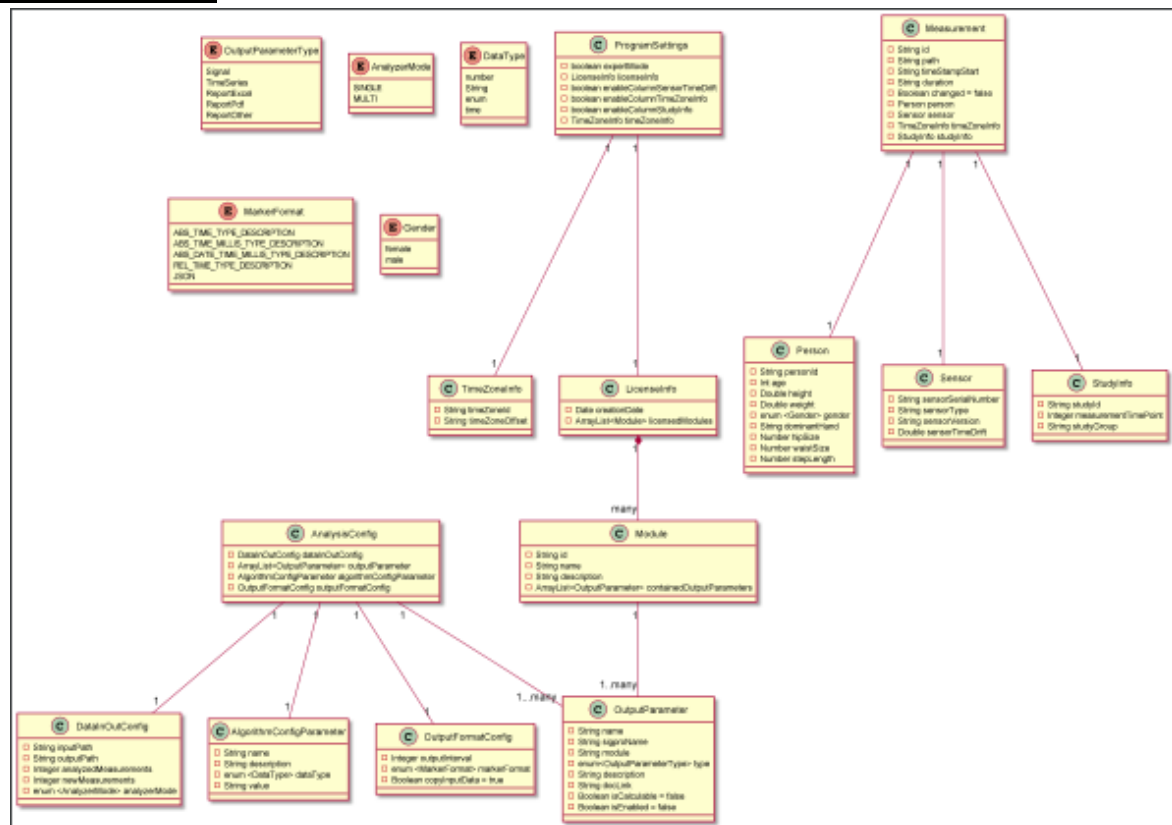 E OutputParameterType
Signal
TimeSeries
ReportExcel
ReportPdf
ReportOther
E AnalyzerMode
SINGLE
MULTI
E DataType
number
String
enum
time
C ProgramSettings
boolean expertMode
LicenseInfo licenseInfo
boolean enableColumnSensorTimeDrift
boolean enableColumnTimeZoneInfo
boolean enableColumnStudyInfo
TimeZoneInfo timeZoneInfo
C Measurement
String id
String path
String timeStampStart
String duration
Boolean changed = false
Person person
Sensor sensor
TimeZoneInfo timeZoneInfo
StudyInfo studyInfo
1 1
1 1 1
E MarkerFormat
ABS_TIME_TYPE_DESCRIPTION
ABS_TIME_MILLIS_TYPE_DESCRIPTION
ABS_DATE_TIME_MILLIS_TYPE_DESCRIPTION
REL_TIME_TYPE_DESCRIPTION
JSON
E Gender
female
male
1 1
1 1 1
C TimeZoneInfo
String timeZoneId
String timeZoneOffset
C LicenseInfo
Date creationDate
ArrayList<Module> licensedModules
C Person
String personId
Int age
Double height
Double weight
enum <Gender> gender
String dominantHand
Number hipSize
Number waistSize
Number stepLength
C Sensor
String sensorSerialNumber
String sensorType
String sensorVersion
Double sensorTimeDrift
C StudyInfo
String studyId
Integer measurementTimePoint
String studyGroup
1
many
C AnalysisConfig
DataInOutConfig dataInOutConfig
ArrayList<OutputParameter> outputParameter
AlgorithmConfigParameter algorithmConfigParameter
OutputFormatConfig outputFormatConfig
C Module
String id
String name
String description
ArrayList<OutputParameter> containedOutputParameters
1 1 1 1
1
1 1 1 1...many
1..many
C DataInOutConfig
String inputPath
String outputPath
Integer analyzedMeasurements
Integer newMeasurements
enum <AnalyzerMode> analyzerMode
C AlgorithmConfigParameter
String name
String description
enum <DataType> dataType
String value
C OutputFormatConfig
Integer outputInterval
enum <MarkerFormat> markerFormat
Boolean copyInputData = true
C OutputParameter
String name
String sigproName
String module
enum<OutputParameterType> type
String description
String docLink
Boolean isCalculable = false
Boolean isEnabled = false